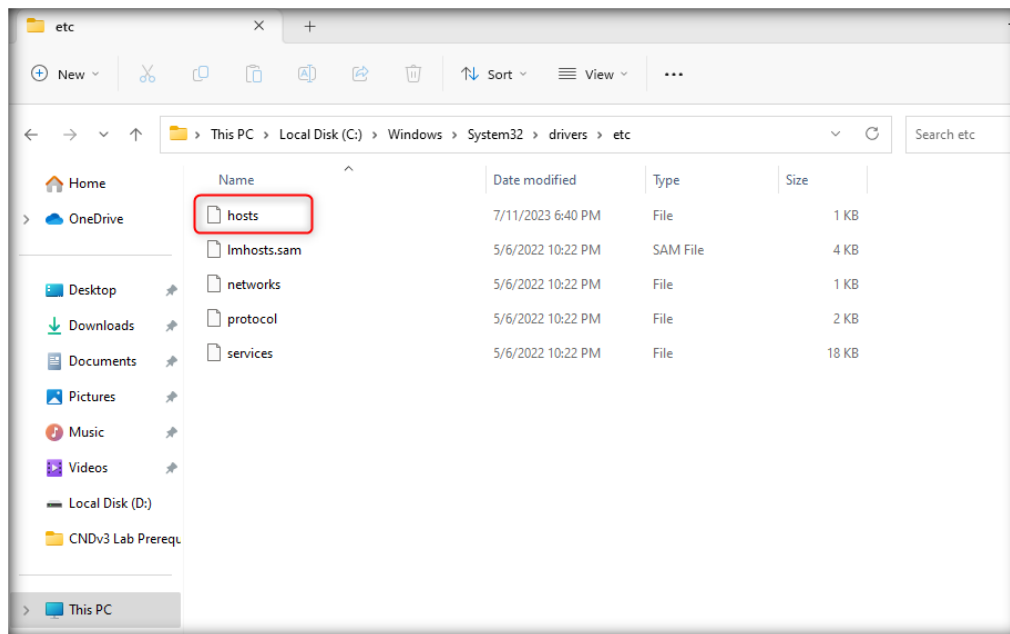 etc
New
Sort
View
This PC > Local Disk (C:) > Windows > System32 > drivers > etc
Search etc
Home
OneDrive
Desktop
Downloads
Documents
Pictures
Music
Videos
Local Disk (D:)
CNDv3 Lab Prerequ
This PC
Name Date modified Type Size
hosts 7/11/2023 6:40 PM File 1 KB
lmhosts.sam 5/6/2022 10:22 PM SAM File 4 KB
networks 5/6/2022 10:22 PM File 1 KB
protocol 5/6/2022 10:22 PM File 2 KB
services 5/6/2022 10:22 PM File 18 KB